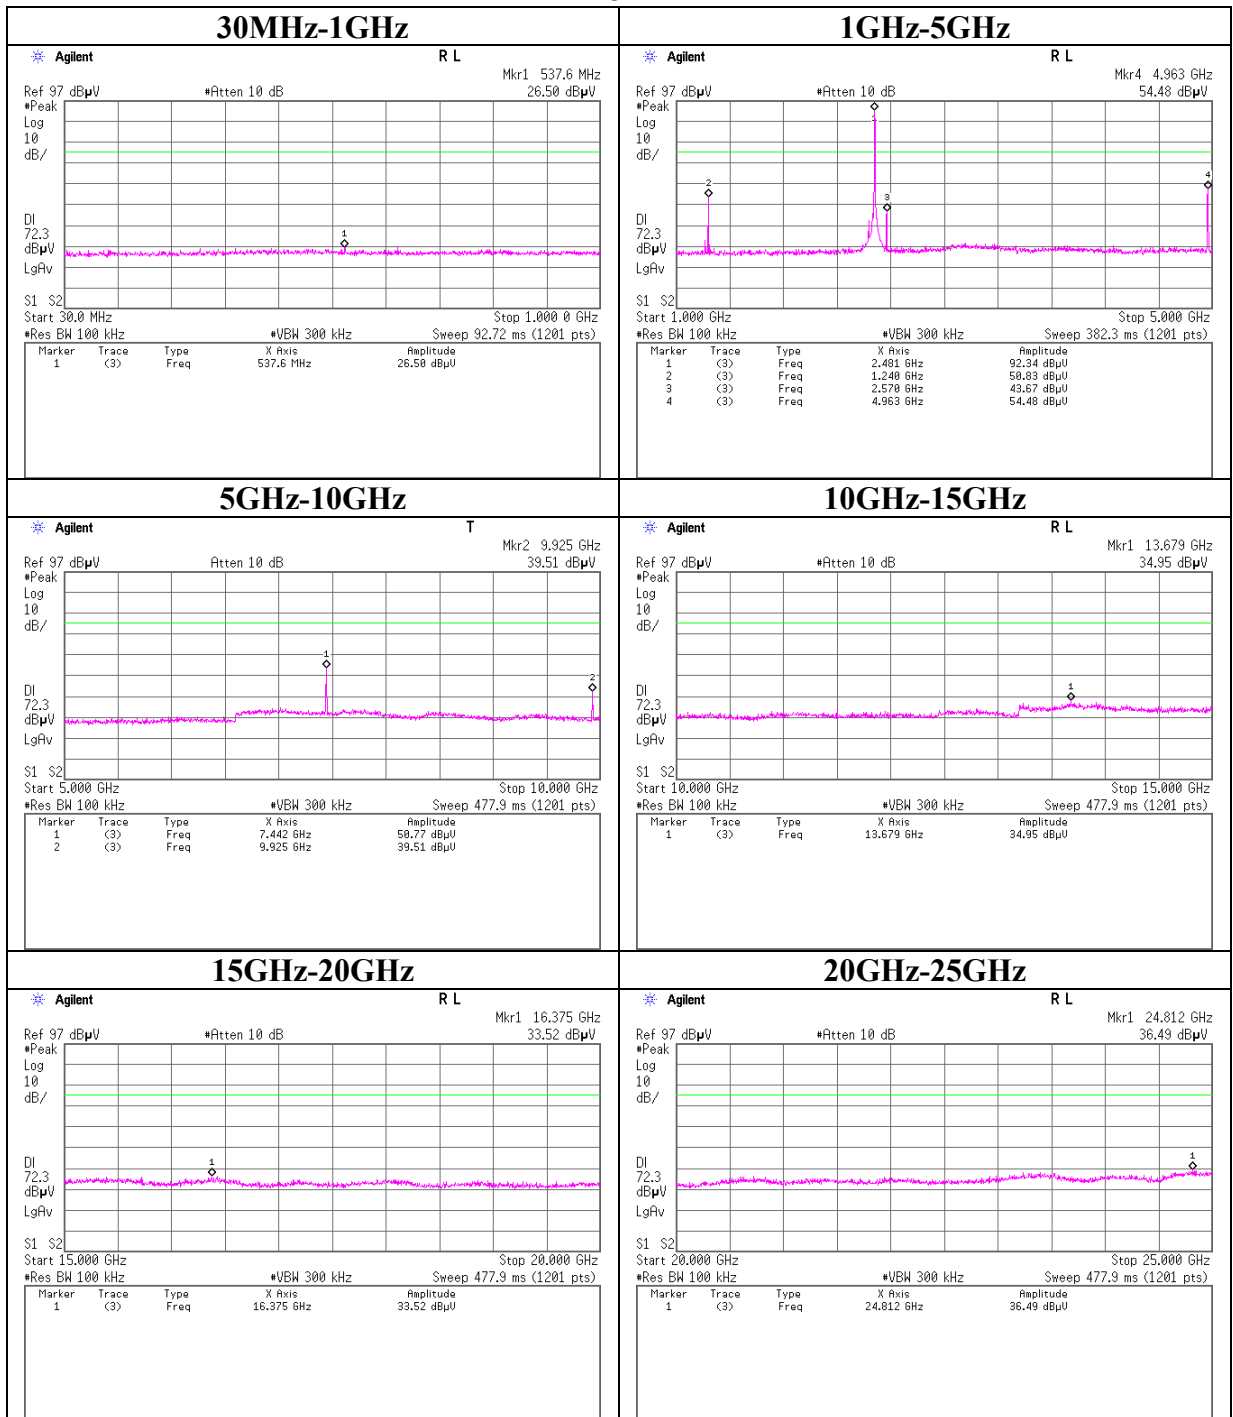 30MHz-1GHz
Agilent R L
Mkr1 537.6 MHz
Ref 97 dBµV #Atten 10 dB 26.50 dBµV
#Peak
Log
10
dB/
1
DI
72.3
dBµV
LgAv
S1 S2
Start 30.0 MHz Stop 1.000 0 GHz
#Res BW 100 kHz #VBW 300 kHz Sweep 92.72 ms (1201 pts)
Marker Trace Type X Axis Amplitude
1 (3) Freq 537.6 MHz 26.50 dBµV
1GHz-5GHz
Agilent R L
Mkr4 4.963 GHz
Ref 97 dBµV #Atten 10 dB 54.48 dBµV
#Peak
Log
10
dB/
1
2
3
4
DI
72.3
dBµV
LgAv
S1 S2
Start 1.000 GHz Stop 5.000 GHz
#Res BW 100 kHz #VBW 300 kHz Sweep 382.3 ms (1201 pts)
Marker Trace Type X Axis Amplitude
1 (3) Freq 2.481 GHz 92.34 dBµV
2 (3) Freq 1.240 GHz 50.83 dBµV
3 (3) Freq 2.570 GHz 43.67 dBµV
4 (3) Freq 4.963 GHz 54.48 dBµV
5GHz-10GHz
Agilent T
Mkr2 9.925 GHz
Ref 97 dBµV Atten 10 dB 39.51 dBµV
#Peak
Log
10
dB/
1
2
DI
72.3
dBµV
LgAv
S1 S2
Start 5.000 GHz Stop 10.000 GHz
#Res BW 100 kHz #VBW 300 kHz Sweep 477.9 ms (1201 pts)
Marker Trace Type X Axis Amplitude
1 (3) Freq 7.442 GHz 50.77 dBµV
2 (3) Freq 9.925 GHz 39.51 dBµV
10GHz-15GHz
Agilent R L
Mkr1 13.679 GHz
Ref 97 dBµV #Atten 10 dB 34.95 dBµV
#Peak
Log
10
dB/
1
DI
72.3
dBµV
LgAv
S1 S2
Start 10.000 GHz Stop 15.000 GHz
#Res BW 100 kHz #VBW 300 kHz Sweep 477.9 ms (1201 pts)
Marker Trace Type X Axis Amplitude
1 (3) Freq 13.679 GHz 34.95 dBµV
15GHz-20GHz
Agilent R L
Mkr1 16.375 GHz
Ref 97 dBµV #Atten 10 dB 33.52 dBµV
#Peak
Log
10
dB/
1
DI
72.3
dBµV
LgAv
S1 S2
Start 15.000 GHz Stop 20.000 GHz
#Res BW 100 kHz #VBW 300 kHz Sweep 477.9 ms (1201 pts)
Marker Trace Type X Axis Amplitude
1 (3) Freq 16.375 GHz 33.52 dBµV
20GHz-25GHz
Agilent R L
Mkr1 24.812 GHz
Ref 97 dBµV #Atten 10 dB 36.49 dBµV
#Peak
Log
10
dB/
1
DI
72.3
dBµV
LgAv
S1 S2
Start 20.000 GHz Stop 25.000 GHz
#Res BW 100 kHz #VBW 300 kHz Sweep 477.9 ms (1201 pts)
Marker Trace Type X Axis Amplitude
1 (3) Freq 24.812 GHz 36.49 dBµV